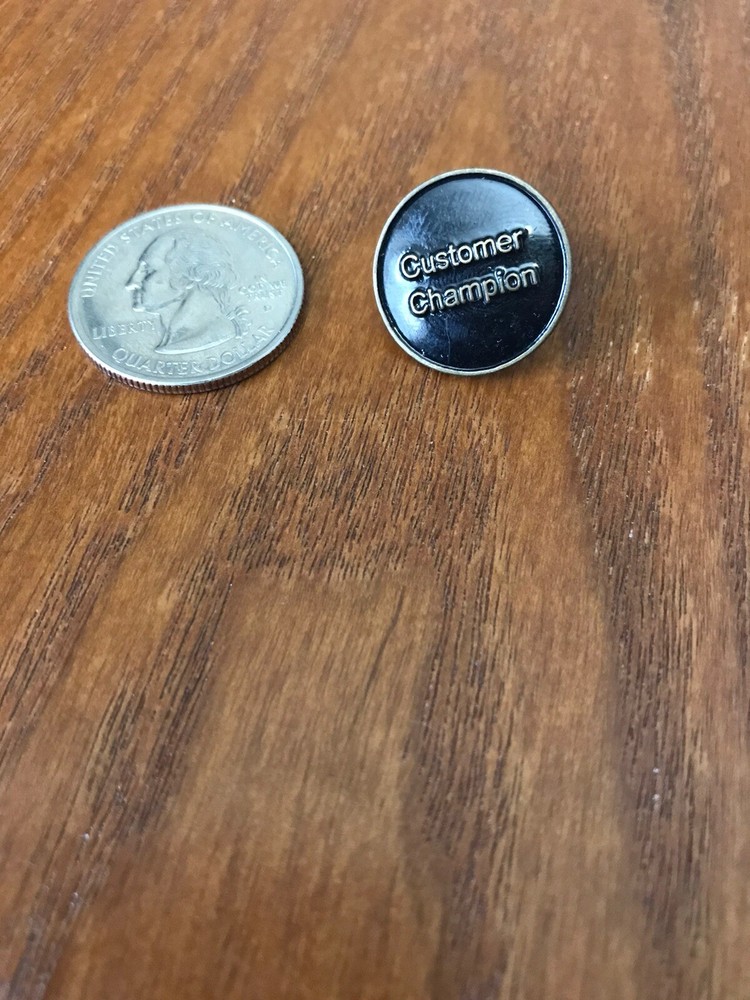 UNITED STATES OF AMERICA
LIBERTY
QUARTER DOLLAR
Customer
Champion